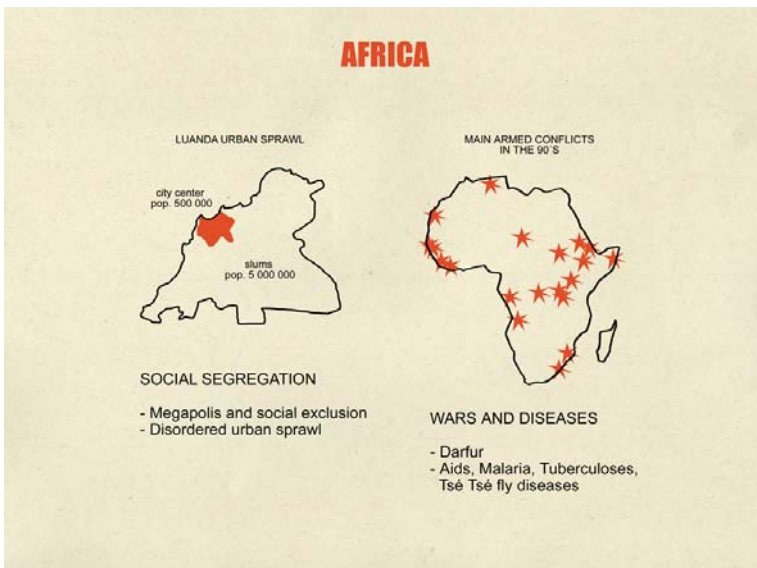 AFRICA
LUANDA URBAN SPRAWL
city center
pop. 500 000
slums
pop. 5 000 000
SOCIAL SEGREGATION
- Megapolis and social exclusion
- Disordered urban sprawl
MAIN ARMED CONFLICTS
IN THE 90´S
WARS AND DISEASES
- Darfur
- Aids, Malaria, Tuberculoses,
Tsé Tsé fly diseases